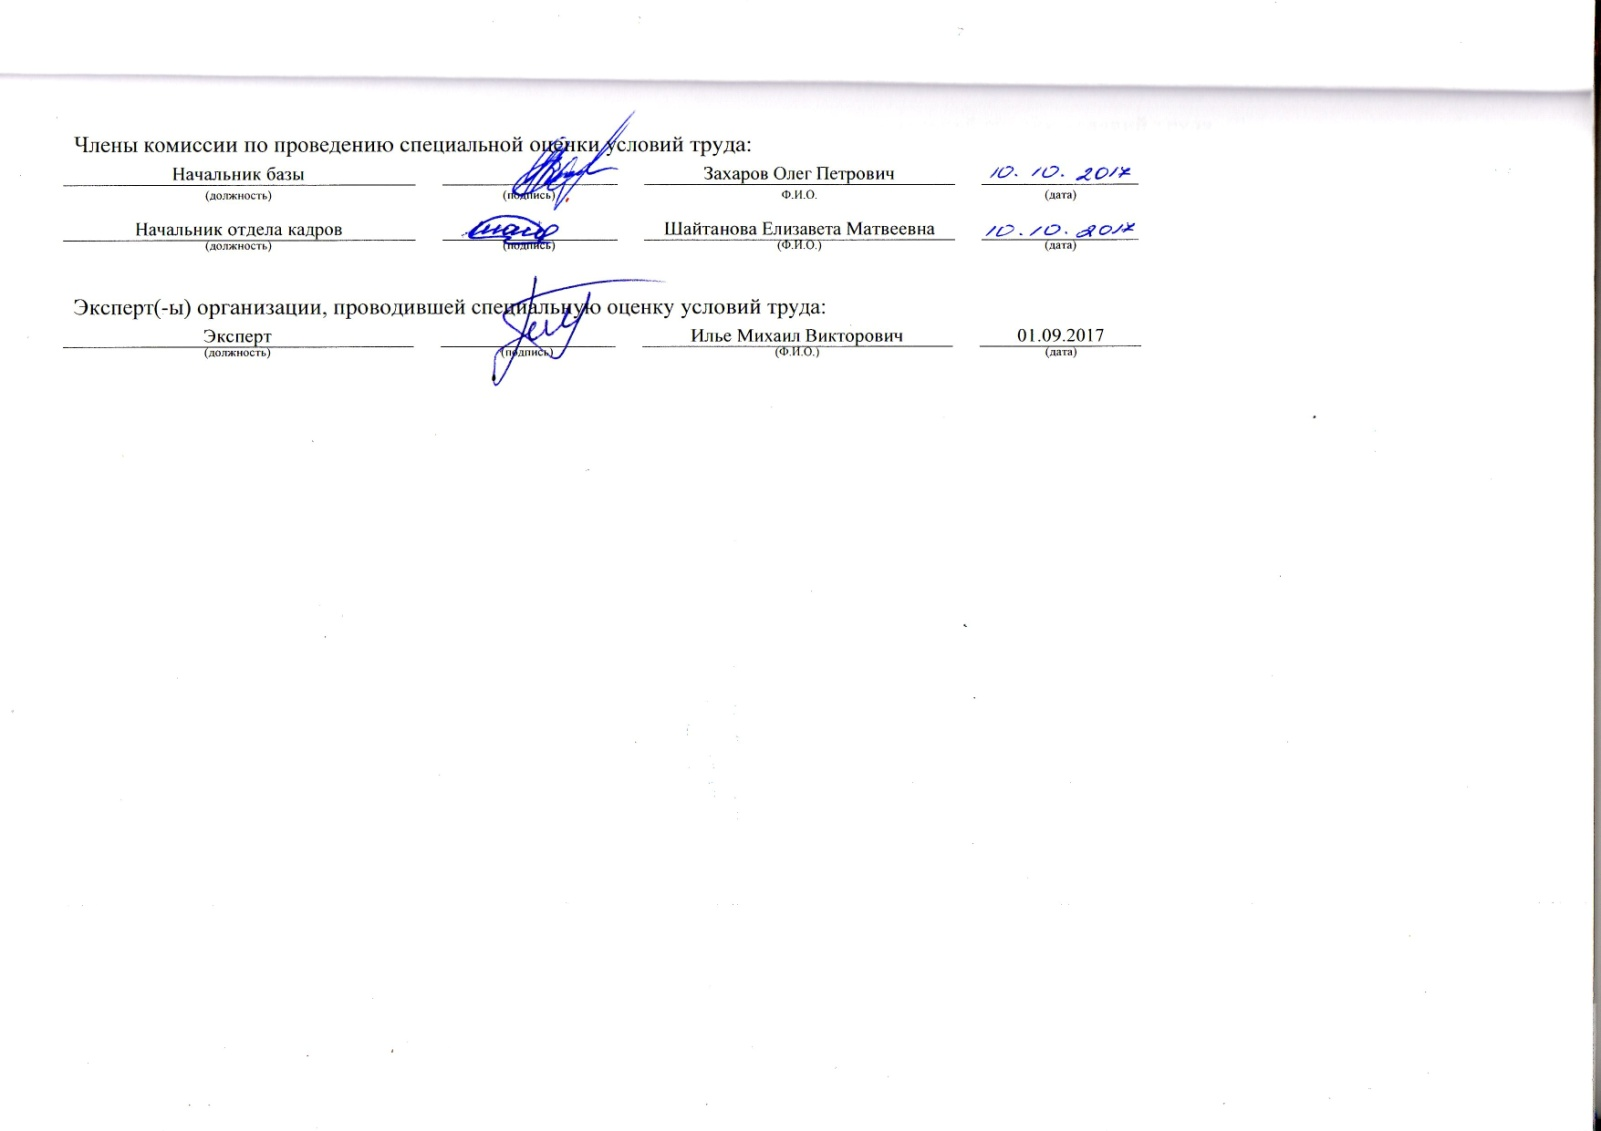 Члены комиссии по проведению специальной оценки условий труда:
Начальник базы Захаров Олег Петрович 10. 10. 2017
(должность) (подпись) Ф.И.О. (дата)
Начальник отдела кадров Шайтанова Елизавета Матвеевна 10.10.2017
(должность) (подпись) (Ф.И.О.) (дата)
Эксперт(-ы) организации, проводившей специальную оценку условий труда:
Эксперт Илье Михаил Викторович 01.09.2017
(должность) (подпись) (Ф.И.О.) (дата)